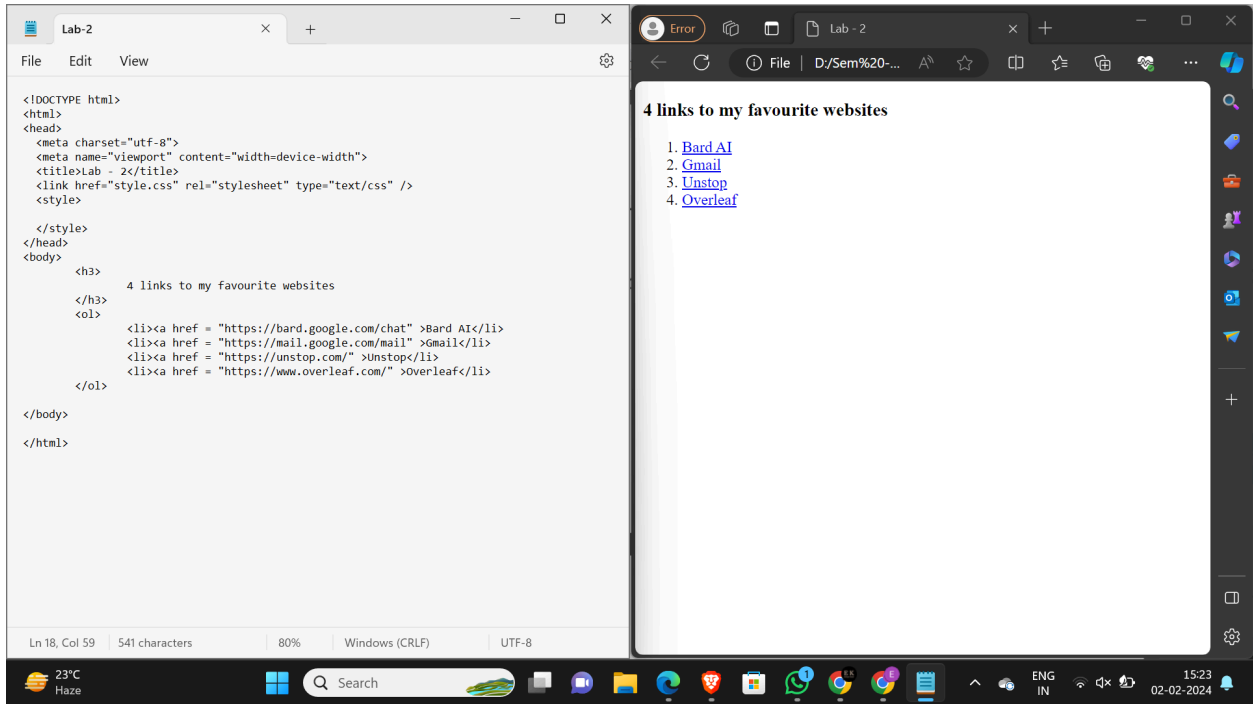 Lab-2
File Edit View
<!DOCTYPE html>
<html>
<head>
<meta charset="utf-8">
<meta name="viewport" content="width=device-width">
<title>Lab - 2</title>
<link href="style.css" rel="stylesheet" type="text/css" />
<style>
</style>
</head>
<body>
<h3>
4 links to my favourite websites
</h3>
<ol>
<li><a href = "https://bard.google.com/chat" >Bard AI</li>
<li><a href = "https://mail.google.com/mail" >Gmail</li>
<li><a href = "https://unstop.com/" >Unstop</li>
<li><a href = "https://www.overleaf.com/" >Overleaf</li>
</ol>
</body>
</html>
Ln 18, Col 59 541 characters 80% Windows (CRLF) UTF-8
Error Lab - 2
File D:/Sem%20-...
4 links to my favourite websites
1. Bard AI
2. Gmail
3. Unstop
4. Overleaf
23°C
Haze
Search
1
E.K
E
ENG
IN
15:23
02-02-2024